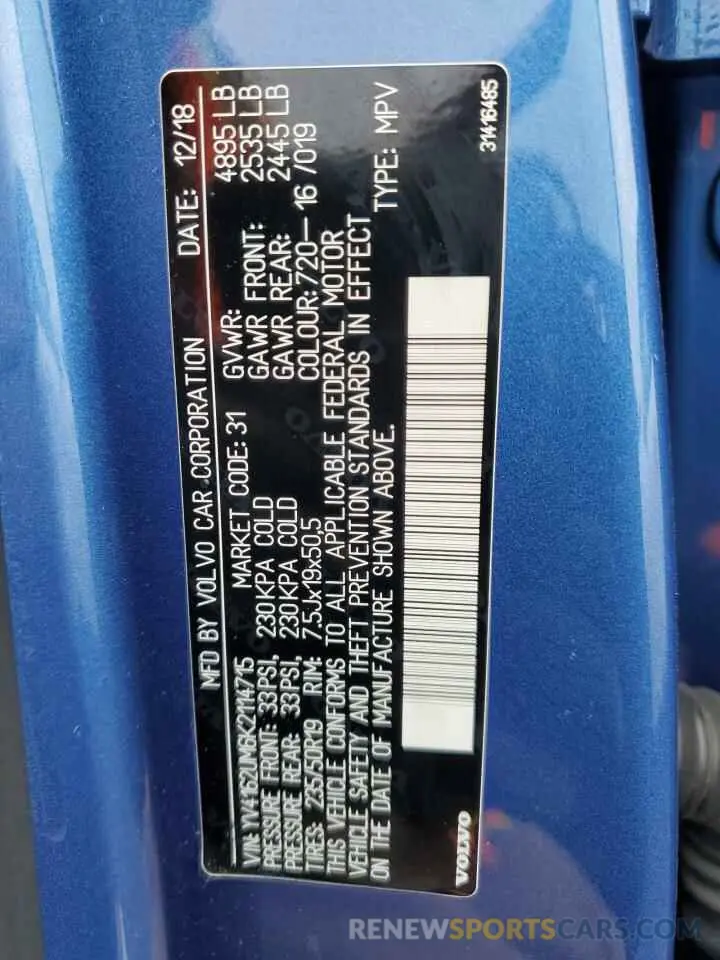 MFD BY VOLVO CAR CORPORATION DATE: 12/18
VIN: YV4162UM6K2114715 MARKET CODE: 31 GVWR: 4895 LB
PRESSURE FRONT: 33PSI, 230KPA COLD GAWR FRONT: 2535 LB
PRESSURE REAR: 33PSI, 230KPA COLD GAWR REAR: 2445 LB
TIRES: 235/50R19 RIM: 7.5Jx19x50,5 COLOUR: 720— 16 /019
THIS VEHICLE CONFORMS TO ALL APPLICABLE FEDERAL MOTOR
VEHICLE SAFETY AND THEFT PREVENTION STANDARDS IN EFFECT
ON THE DATE OF MANUFACTURE SHOWN ABOVE. TYPE: MPV
VOLVO 31416485
RENEWSPORTSCARS.COM